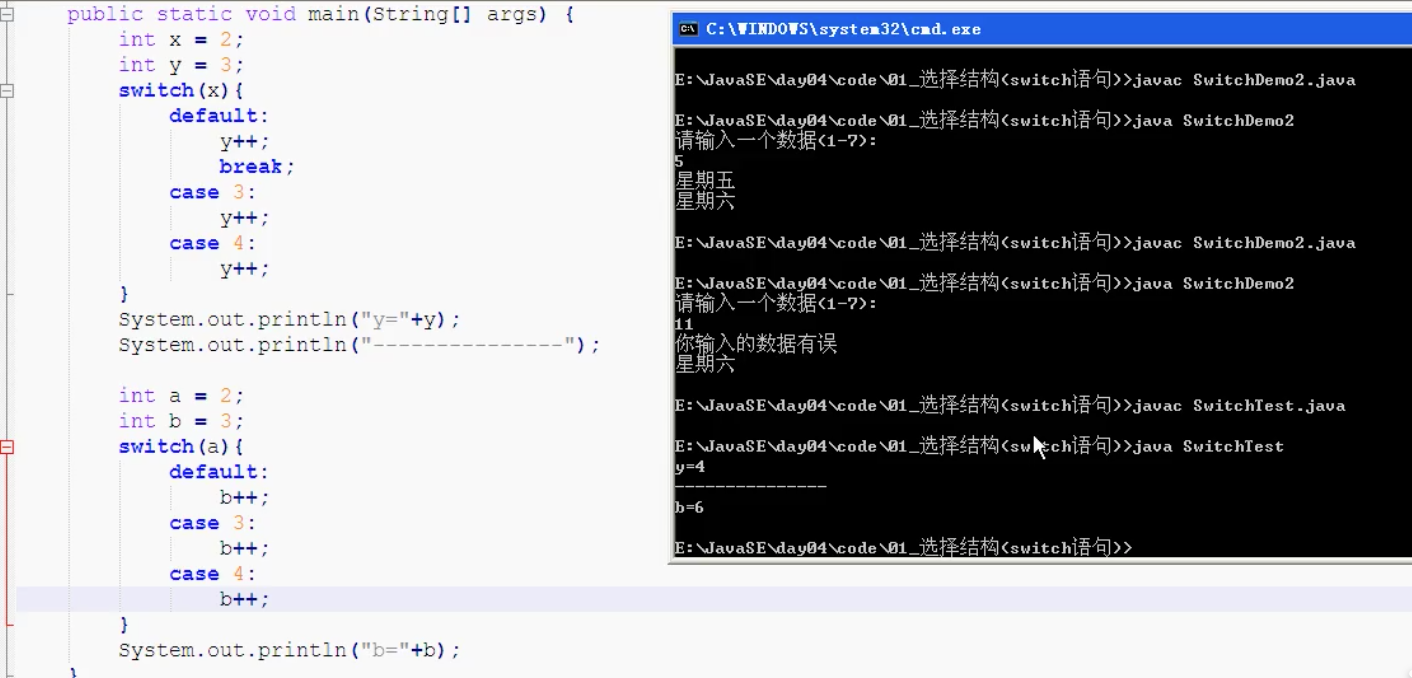 public static void main(String[] args) {
int x = 2;
int y = 3;
switch(x){
default:
y++;
break;
case 3:
y++;
case 4:
y++;
}
System.out.println("y="+y);
System.out.println("---------------");
int a = 2;
int b = 3;
switch(a){
default:
b++;
case 3:
b++;
case 4:
b++;
}
System.out.println("b="+b);
}
C:\WINDOWS\system32\cmd.exe
E:\JavaSE\day04\code\01_选择结构(switch语句)>javac SwitchDemo2.java
E:\JavaSE\day04\code\01_选择结构(switch语句)>java SwitchDemo2
请输入一个数据(1-7):
5
星期五
星期六
E:\JavaSE\day04\code\01_选择结构(switch语句)>javac SwitchDemo2.java
E:\JavaSE\day04\code\01_选择结构(switch语句)>java SwitchDemo2
请输入一个数据(1-7):
11
你输入的数据有误
星期六
E:\JavaSE\day04\code\01_选择结构(switch语句)>javac SwitchTest.java
E:\JavaSE\day04\code\01_选择结构(switch语句)>java SwitchTest
y=4
---------------
b=6
E:\JavaSE\day04\code\01_选择结构(switch语句)>